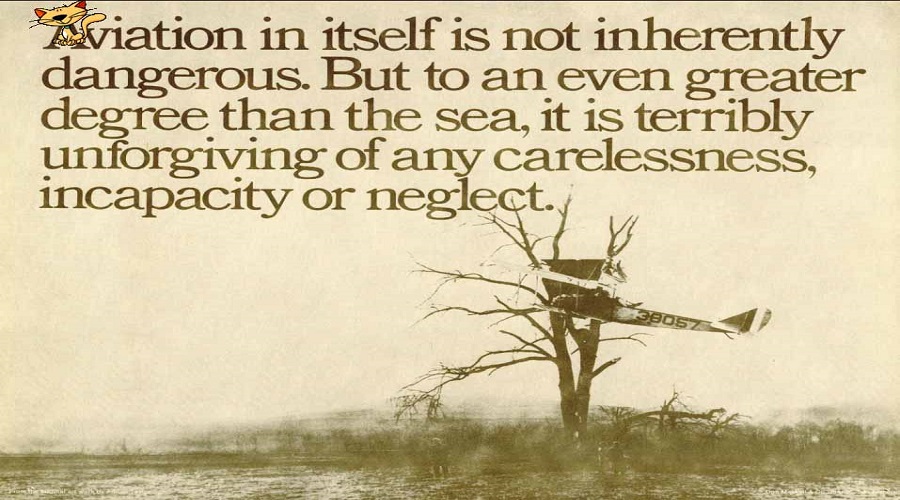 Aviation in itself is not inherently
dangerous. But to an even greater
degree than the sea, it is terribly
unforgiving of any carelessness,
incapacity or neglect.
38057